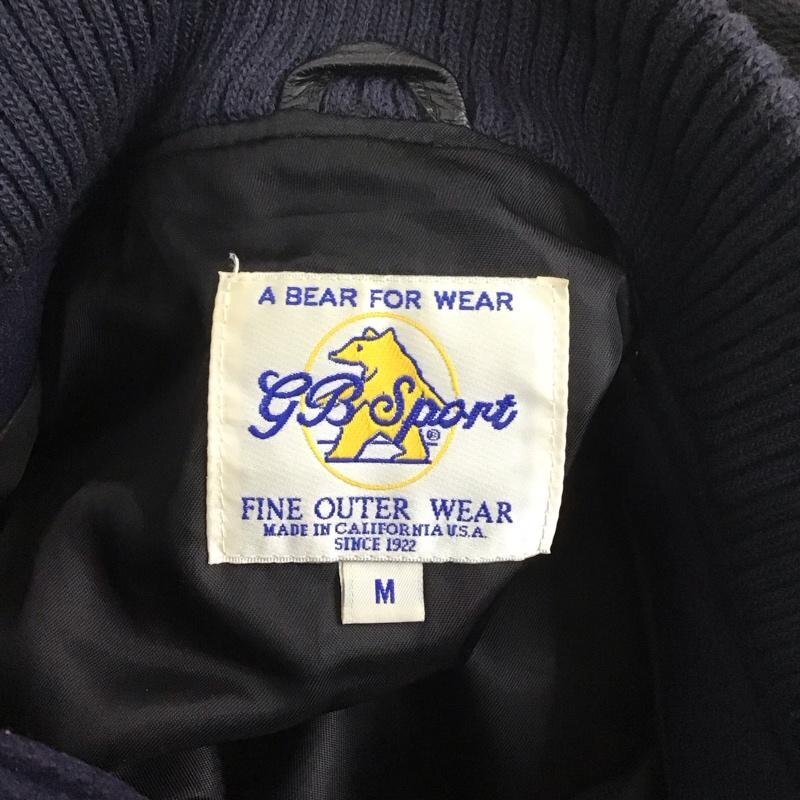 A BEAR FOR WEAR
GB Sport®
FINE OUTER WEAR
MADE IN CALIFORNIA U.S.A.
SINCE 1922
M